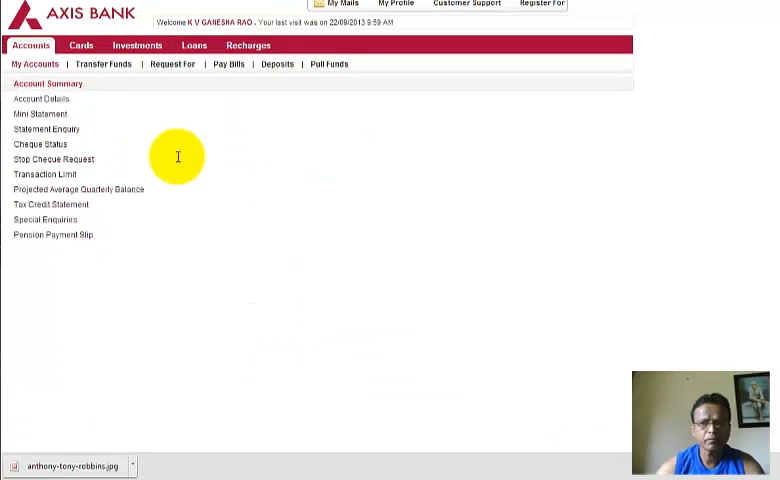 AXIS BANK
My Mails My Profile Customer Support Register For
Welcome K V GANESHA RAO . Your last visit was on 22/09/2013 9:59 AM
Accounts Cards Investments Loans Recharges
My Accounts | Transfer Funds | Request For | Pay Bills | Deposits | Pull Funds
Account Summary
Account Details
Mini Statement
Statement Enquiry
Cheque Status
Stop Cheque Request
Transaction Limit
Projected Average Quarterly Balance
Tax Credit Statement
Special Enquiries
Pension Payment Slip
anthony-tony-robbins.jpg